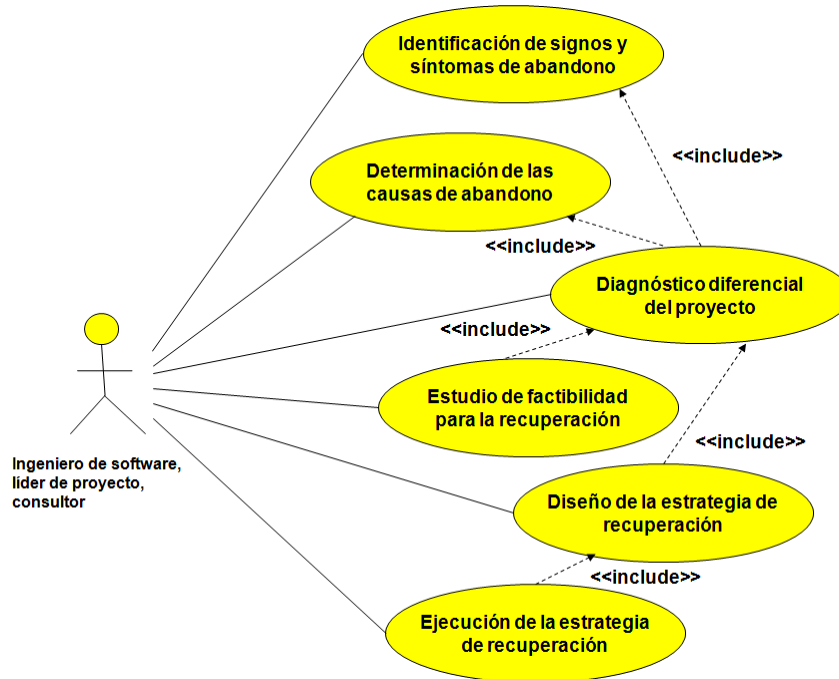 Identificación de signos y
síntomas de abandono
<<include>>
Determinación de las
causas de abandono
<<include>>
Diagnóstico diferencial
del proyecto
<<include>>
Estudio de factibilidad
para la recuperación
<<include>>
Ingeniero de software,
lider de proyecto,
consultor
Diseño de la estrategia de
recuperación
<<include>>
Ejecución de la estrategia
de recuperación